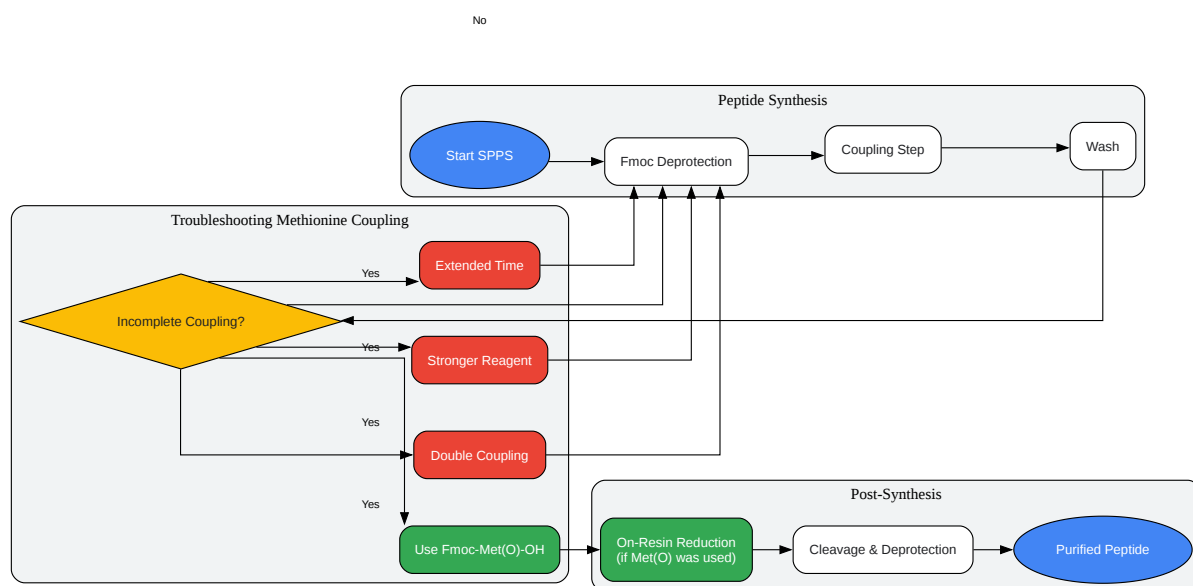 No
Peptide Synthesis
Start SPPS
Fmoc Deprotection
Coupling Step
Wash
Troubleshooting Methionine Coupling
Yes
Extended Time
Incomplete Coupling?
Yes
Stronger Reagent
Yes
Double Coupling
Yes
Use Fmoc-Met(O)-OH
Post-Synthesis
On-Resin Reduction
(if Met(O) was used)
Cleavage & Deprotection
Purified Peptide